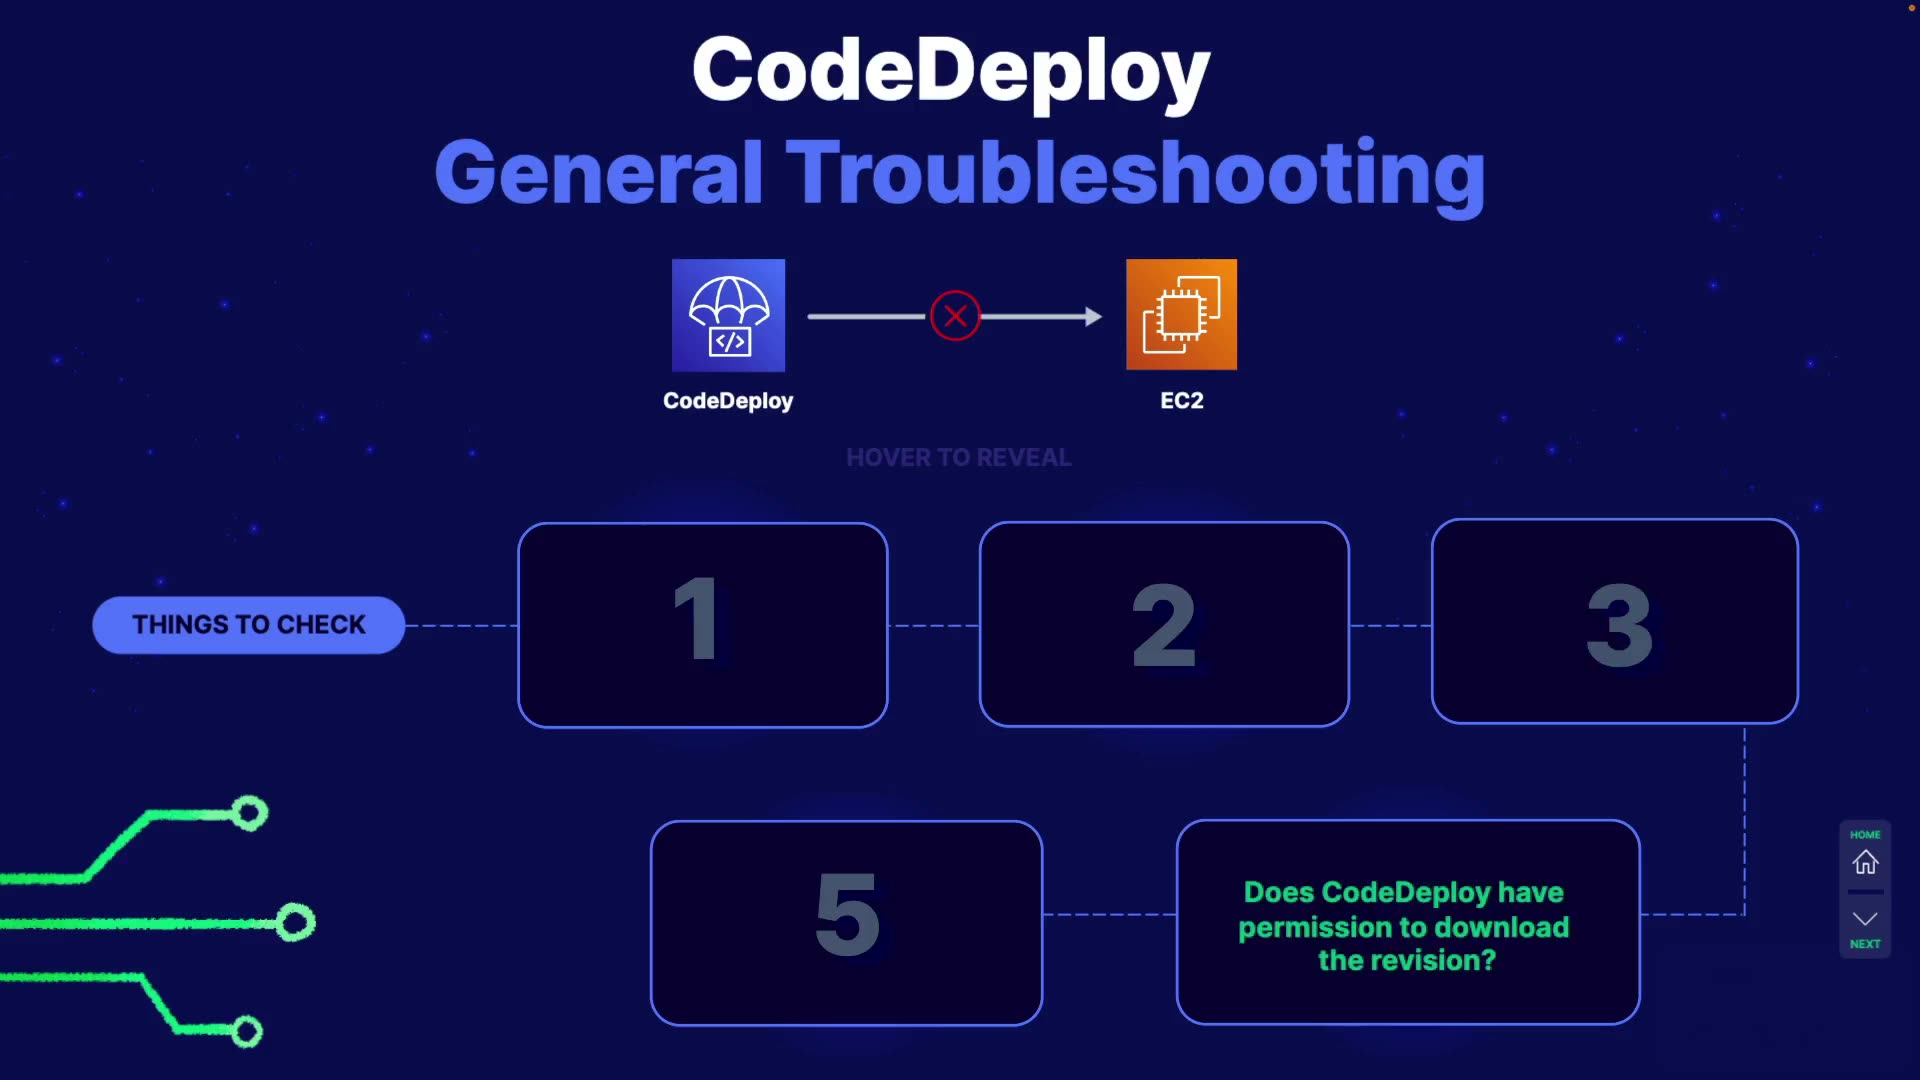 CodeDeploy
General Troubleshooting
</>
CodeDeploy
EC2
HOVER TO REVEAL
THINGS TO CHECK
1
2
3
5
Does CodeDeploy have
permission to download
the revision?
HOME
NEXT